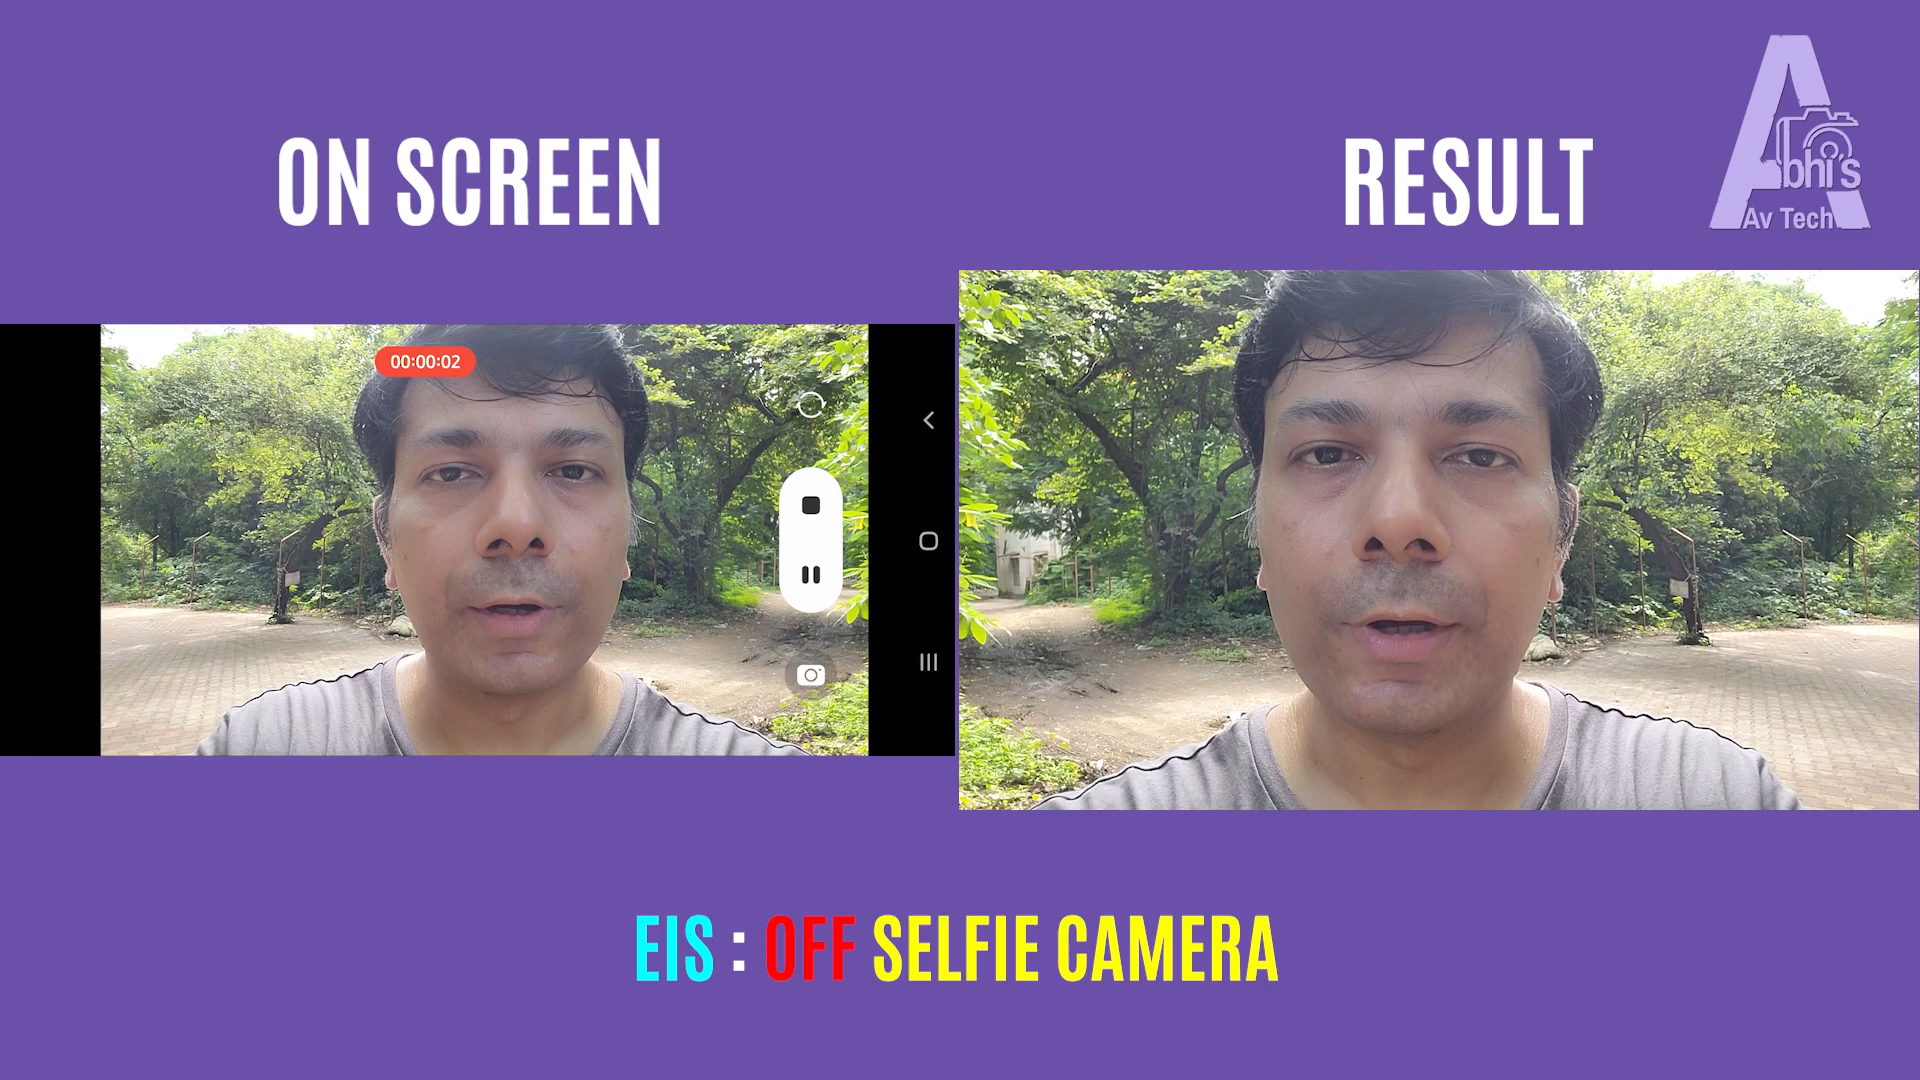 ON SCREEN
RESULT
Abhi's
Av Tech
00:00:02
EIS : OFF SELFIE CAMERA